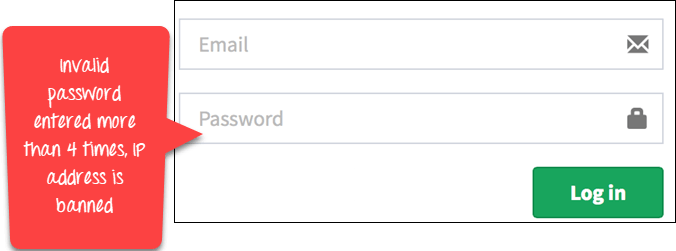 Invalid
password
entered more
than 4 times, IP
address is
banned
Email
Password
Log in